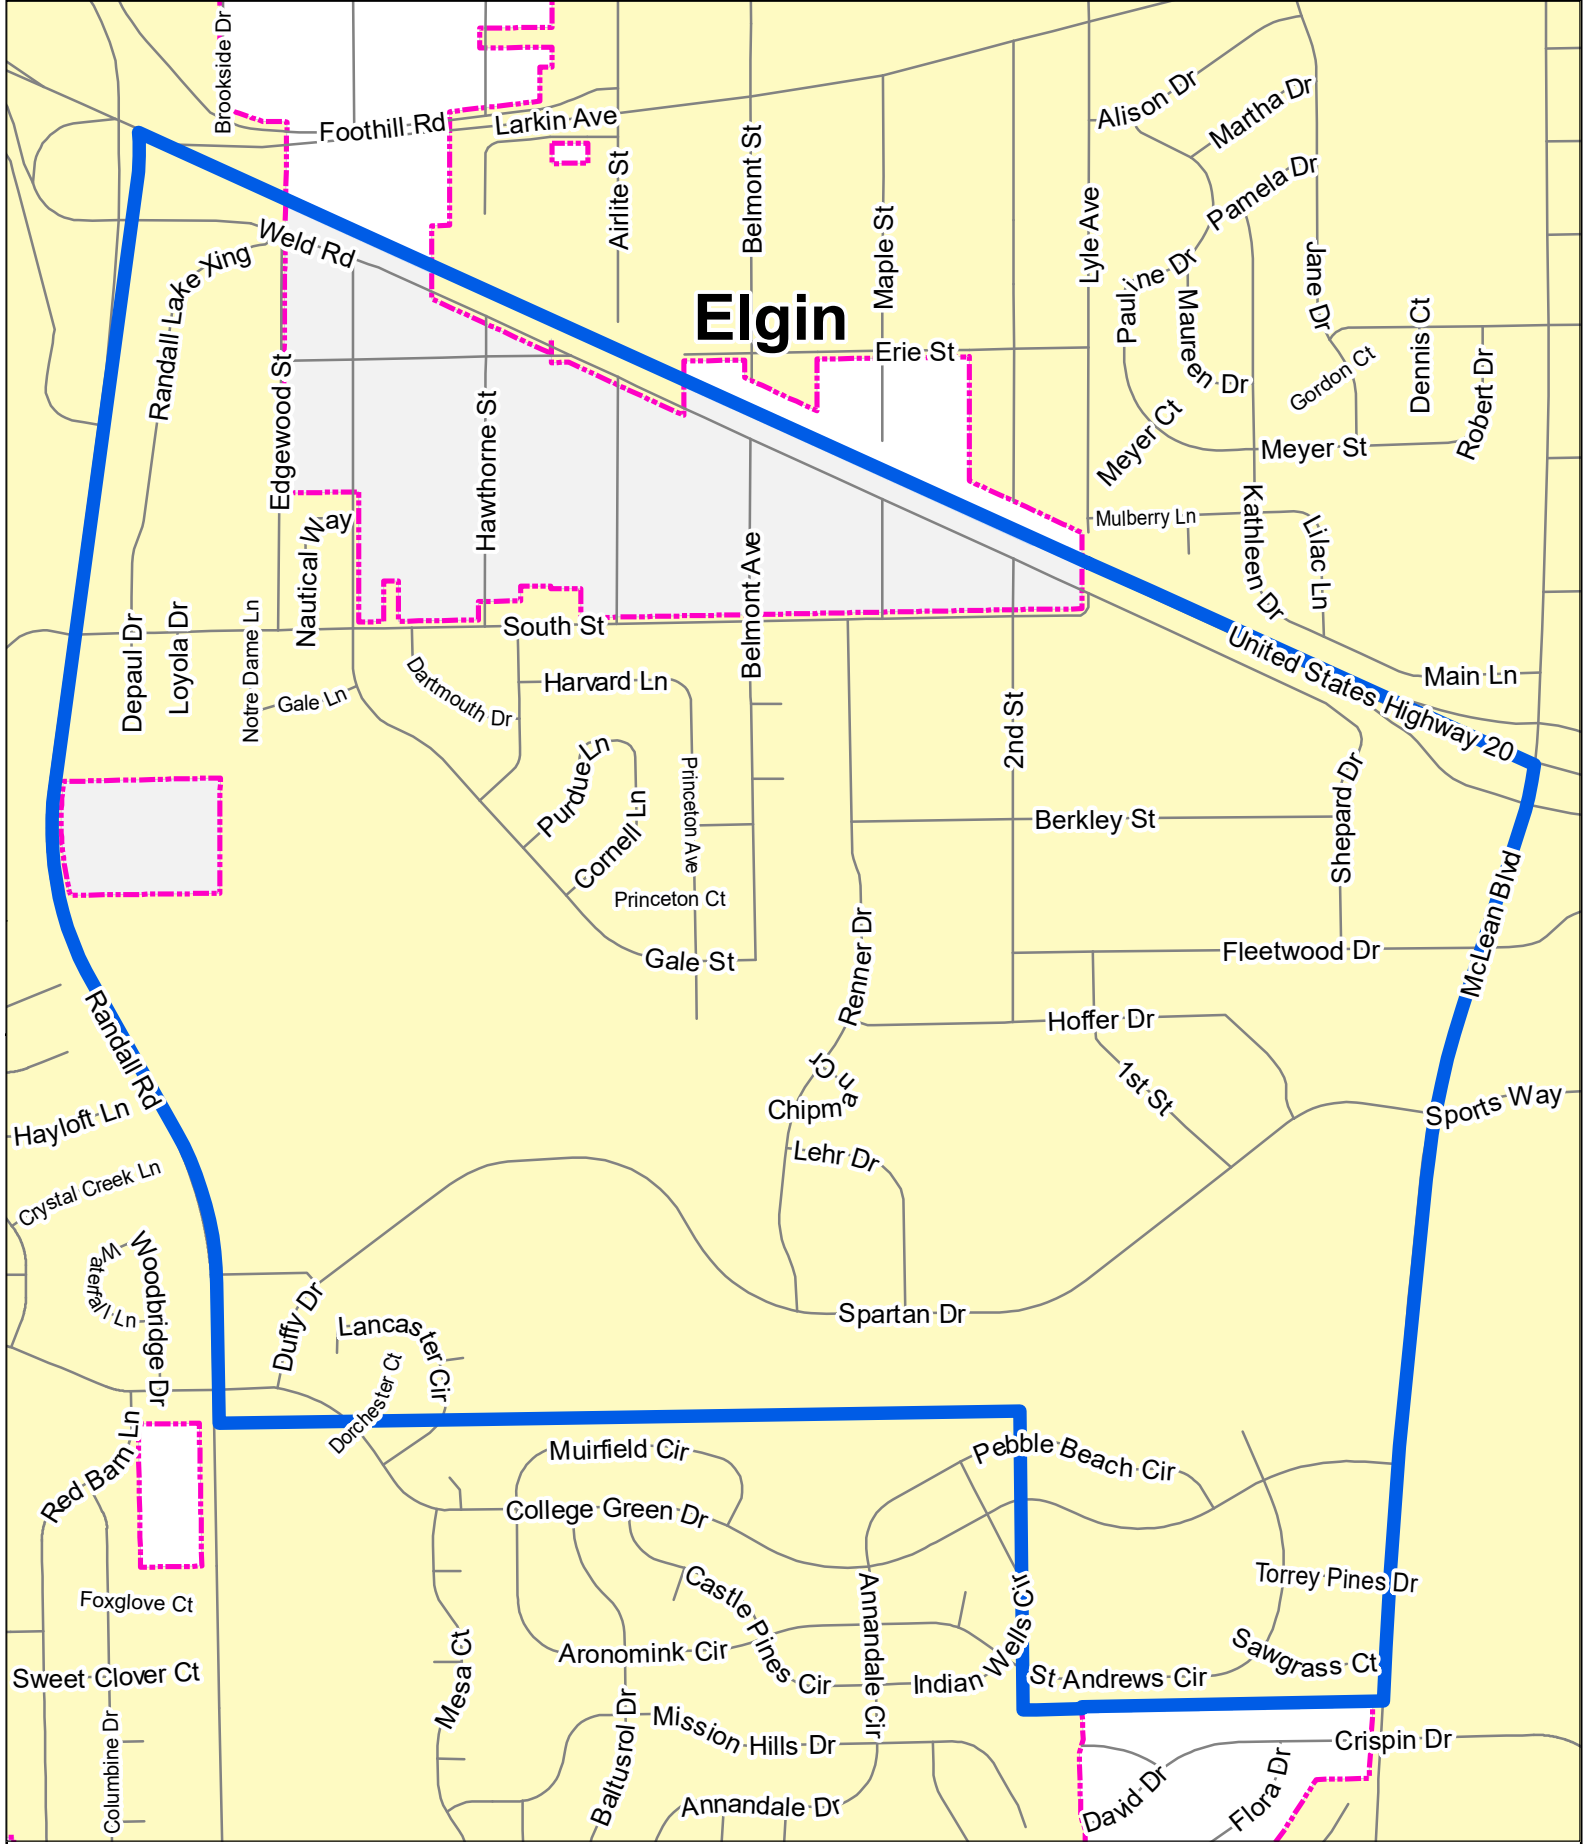 Brookside Dr
Foothill Rd
Larkin Ave
Airlite St
Belmont St
Maple St
Lyle Ave
Alison Dr
Martha Dr
Pamela Dr
Pauline Dr
Maureen Dr
Jane Dr
Gordon Ct
Dennis Ct
Robert Dr
Weld Rd
Randall Lake Xing
Elgin
Erie St
Edgewood St
Hawthorne St
Meyer Ct
Meyer St
Nautical Way
Mulberry Ln
Kathleen Dr
Lilac Ln
Belmont Ave
Depaul Dr
Loyola Dr
Notre Dame Ln
South St
Gale Ln
Dartmouth Dr
Harvard Ln
2nd St
United States Highway 20
Main Ln
Purdue Ln
Cornell Ln
Princeton Ave
Princeton Ct
Berkley St
Shepard Dr
McLean Blvd
Gale St
Renner Dr
Fleetwood Dr
Randall Rd
Hoffer Dr
1st St
Chipman Cir
Lehr Dr
Sports Way
Hayloft Ln
Crystal Creek Ln
Waterfall Ln
Woodbridge Dr
Duffy Dr
Lancaster Cir
Dorchester Ct
Spartan Dr
Red Barn Ln
Muirfield Cir
Pebble Beach Cir
College Green Dr
Castle Pines Cir
Annandale Cir
Indian Wells Cir
Torrey Pines Dr
Foxglove Ct
Sweet Clover Ct
Mesa Ct
Aronomink Cir
St Andrews Cir
Sawgrass Ct
Columbine Dr
Baltusrol Dr
Mission Hills Dr
Crispin Dr
Annandale Dr
David Dr
Flora Dr